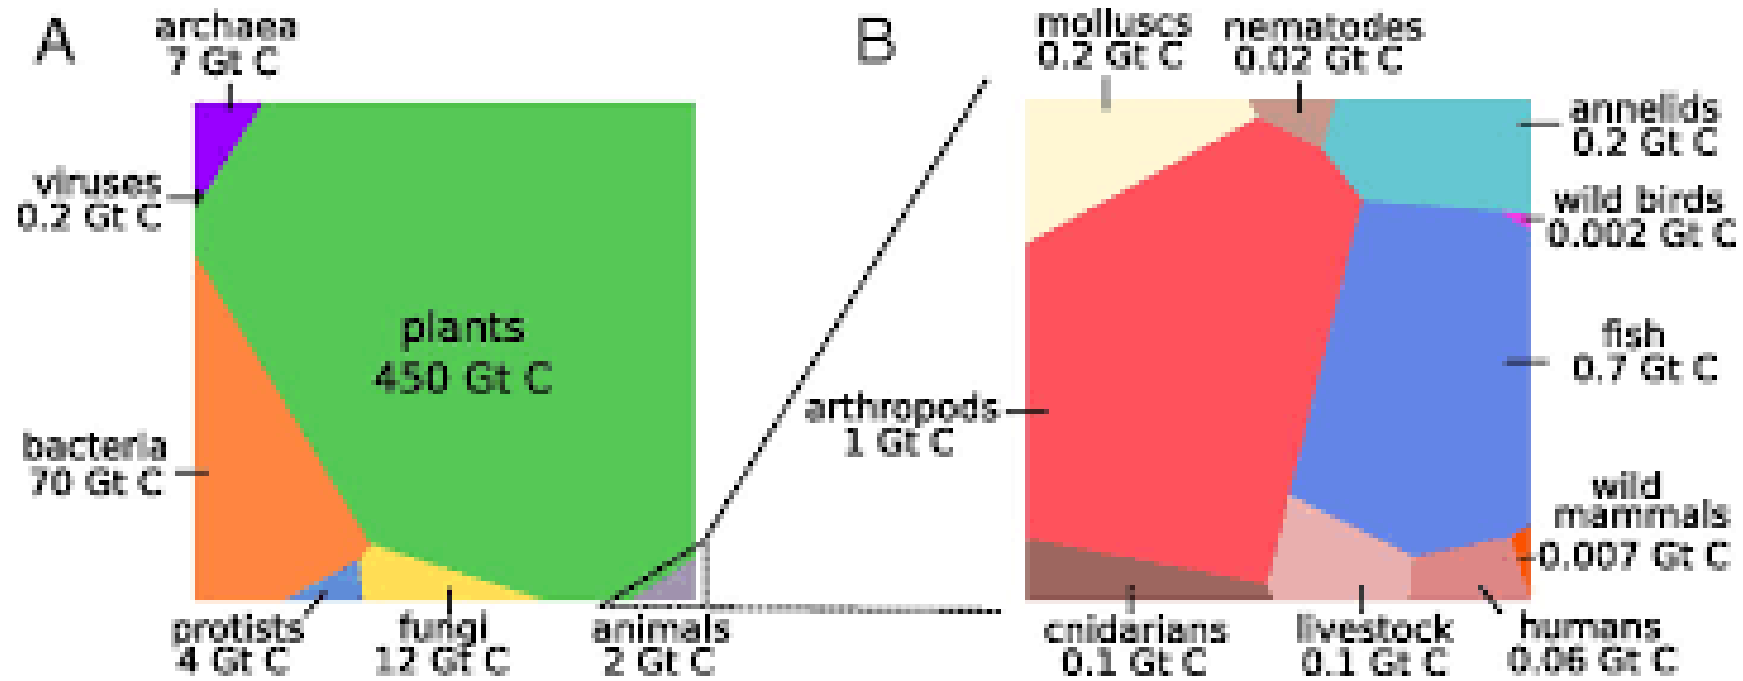 A
archaea
7 Gt C
viruses
0.2 Gt C
plants
450 Gt C
bacteria
70 Gt C
protists
4 Gt C
fungi
12 Gt C
animals
2 Gt C
B
molluscs
0.2 Gt C
nematodes
0.02 Gt C
annelids
0.2 Gt C
wild birds
0.002 Gt C
fish
0.7 Gt C
arthropods
1 Gt C
wild
mammals
0.007 Gt C
cnidarians
0.1 Gt C
livestock
0.1 Gt C
humans
0.06 Gt C